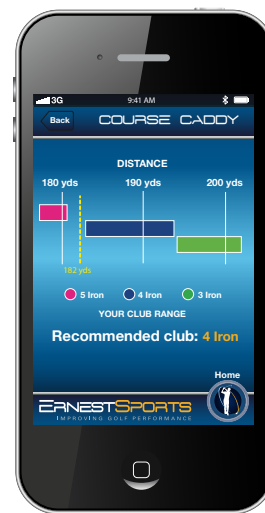 3G 9:41 AM
Back COURSE CADDY
DISTANCE
180 yds 190 yds 200 yds
182 yds
5 Iron 4 Iron 3 Iron
YOUR CLUB RANGE
Recommended club: 4 Iron
Home
ERNESTSPORTS
IMPROVING GOLF PERFORMANCE